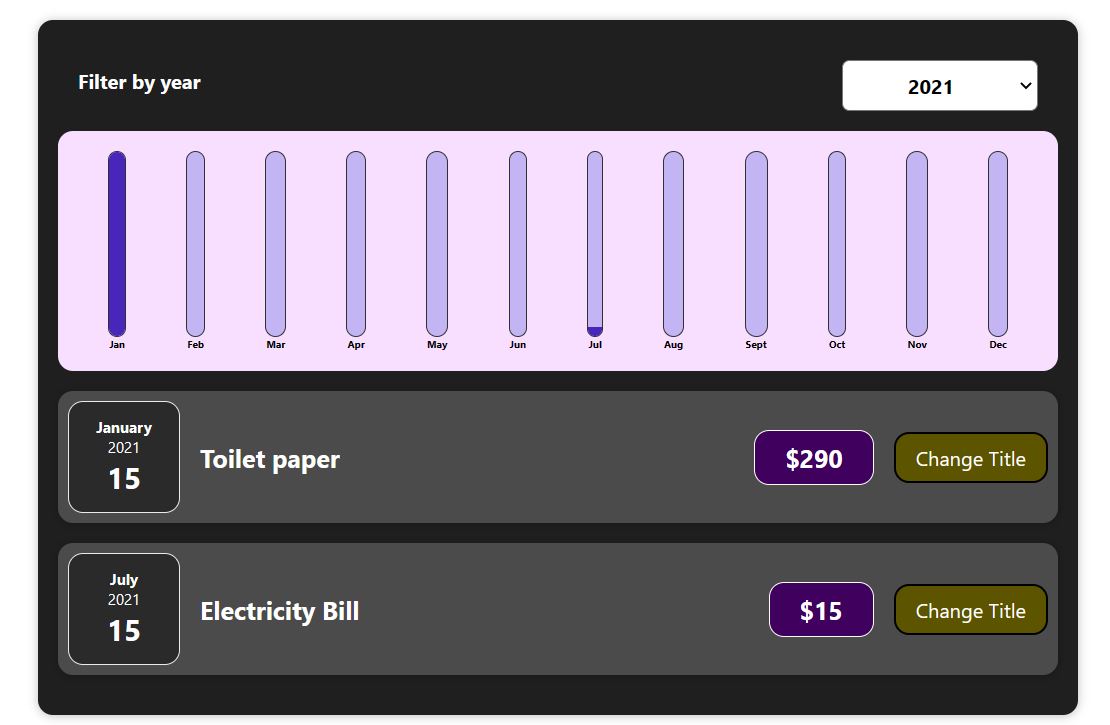 Filter by year
2021
Jan Feb Mar Apr May Jun Jul Aug Sept Oct Nov Dec
January
2021
15
Toilet paper
$290
Change Title
July
2021
15
Electricity Bill
$15
Change Title